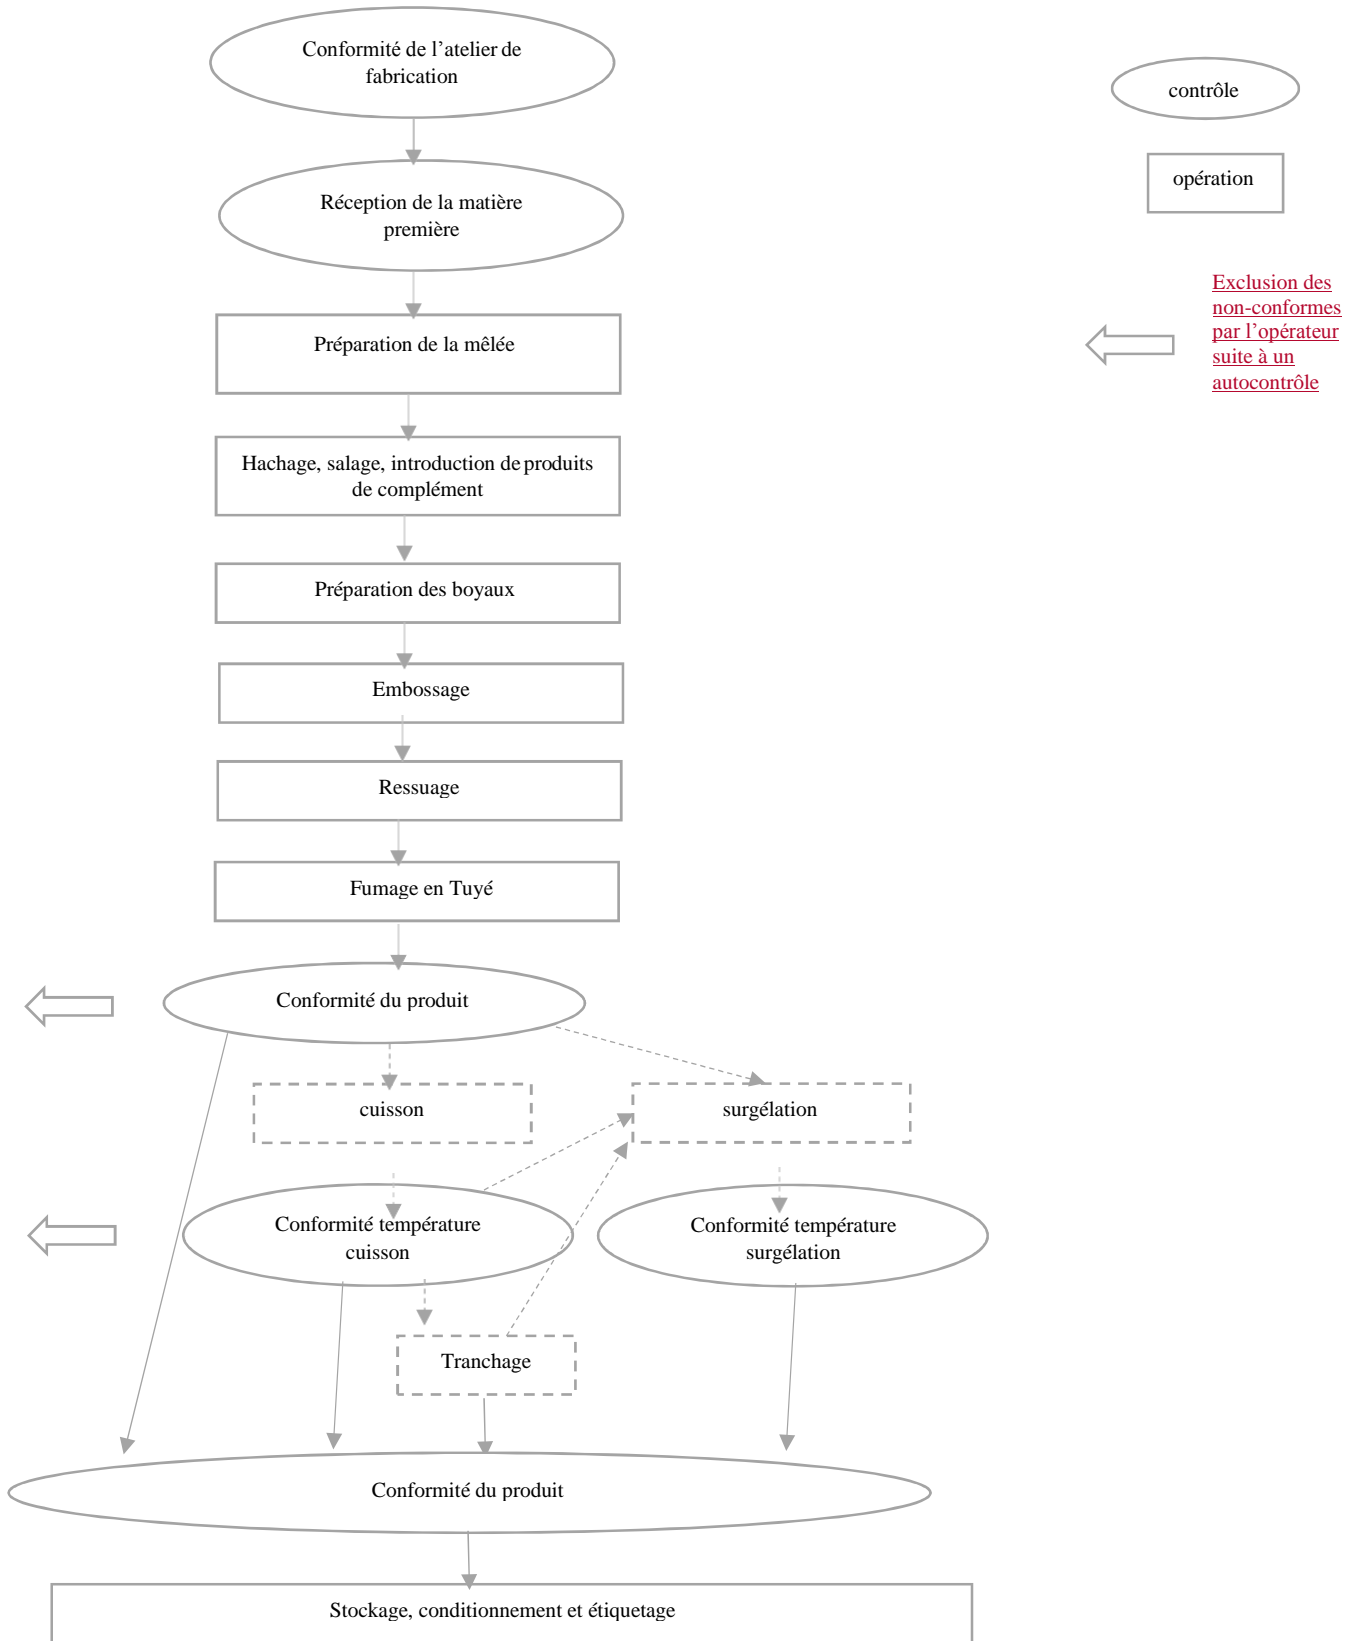 Conformité de l’atelier de
fabrication
contrôle
Réception de la matière
première
opération
Exclusion des
non-conformes
par l’opérateur
suite à un
autocontrôle
Préparation de la mêlée
Hachage, salage, introduction de produits
de complément
Préparation des boyaux
Embossage
Ressuage
Fumage en Tuyé
Conformité du produit
cuisson
surgélation
Conformité température
cuisson
Conformité température
surgélation
Tranchage
Conformité du produit
Stockage, conditionnement et étiquetage